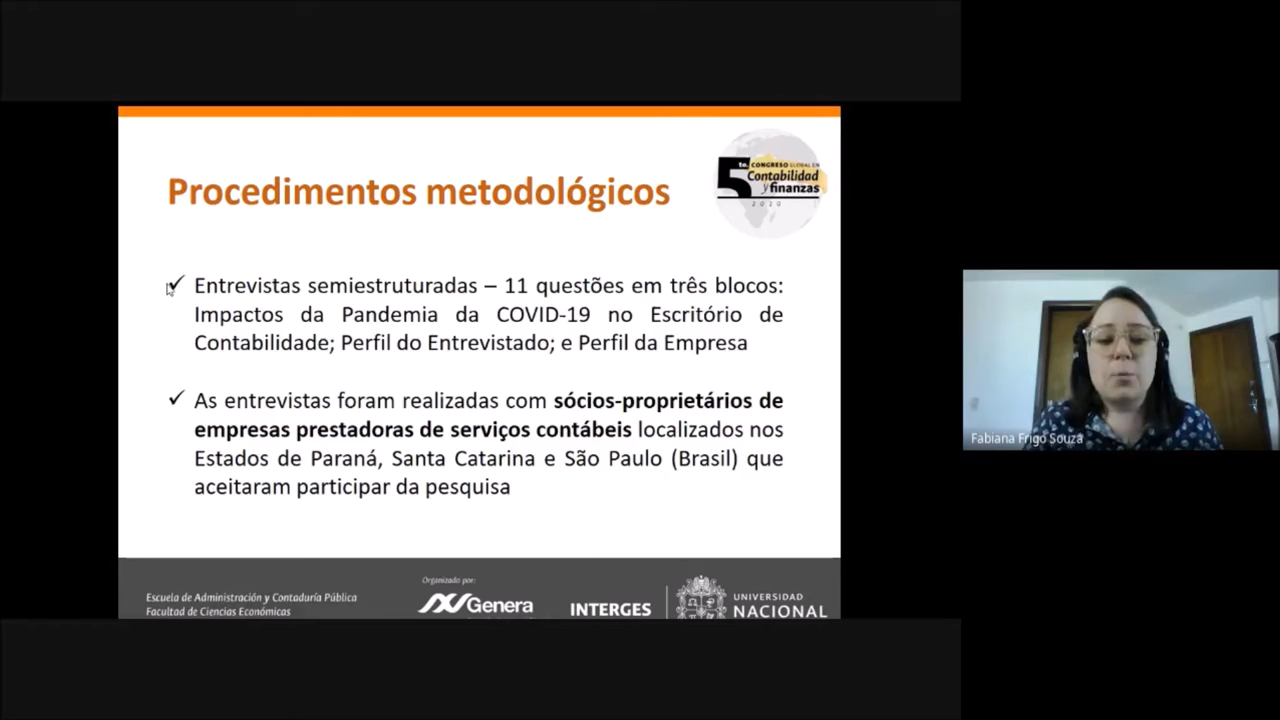 5to. CONGRESO GLOBAL EN
Contabilidad
y finanzas
2020
Procedimentos metodológicos
✓ Entrevistas semiestruturadas – 11 questões em três blocos:
Impactos da Pandemia da COVID-19 no Escritório de
Contabilidade; Perfil do Entrevistado; e Perfil da Empresa
✓ As entrevistas foram realizadas com sócios-proprietários de
empresas prestadoras de serviços contábeis localizados nos
Estados de Paraná, Santa Catarina e São Paulo (Brasil) que
aceitaram participar da pesquisa
Fabiana Frigo Souza
Escuela de Administración y Contaduría Pública
Facultad de Ciencias Económicas
Organizado por:
Genera
INTERGES
UNIVERSIDAD
NACIONAL